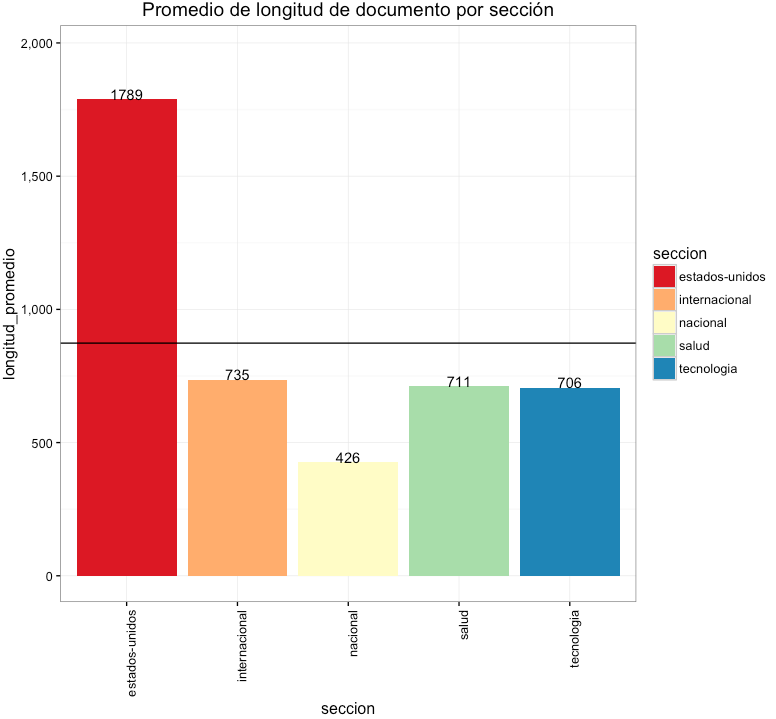 Promedio de longitud de documento por sección
longitud_promedio
2,000
1,500
1,000
500
0
1789
735
426
711
706
estados-unidos
internacional
nacional
salud
tecnologia
seccion
seccion
estados-unidos
internacional
nacional
salud
tecnologia